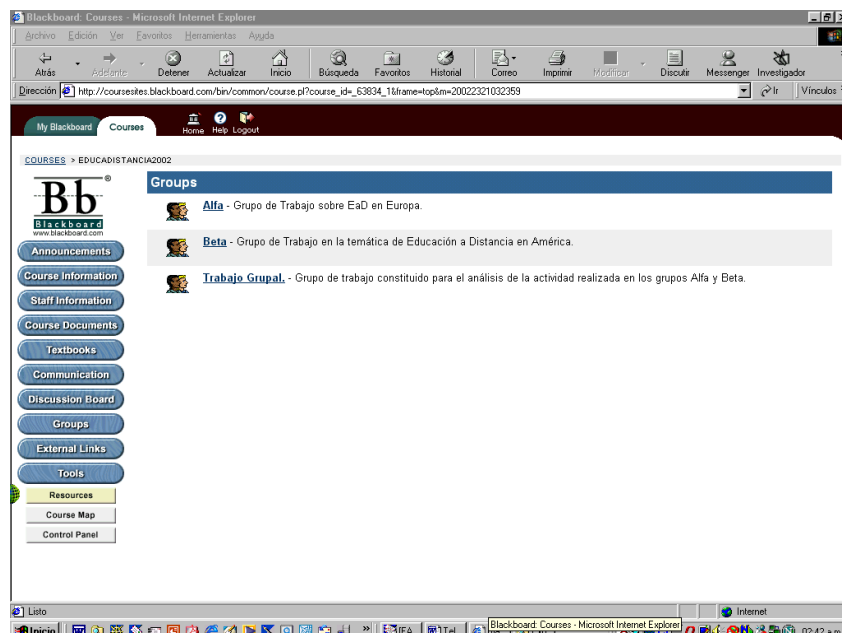 Blackboard: Courses - Microsoft Internet Explorer
Archivo Edición Ver Favoritos Herramientas Ayuda
Atrás Adelante Detener Actualizar Inicio Búsqueda Favoritos Historial Correo Imprimir Modificar Discutir Messenger Investigador
Dirección http://coursesites.blackboard.com/bin/common/course.pl?course_id=_63834_1&frame=top&m=20022321032359 Ir Vínculos
My Blackboard Courses Home Help Logout
COURSES > EDUCADISTANCIA2002
Bb ®
Blackboard
www.blackboard.com
Groups
Alfa - Grupo de Trabajo sobre EaD en Europa.
Beta - Grupo de Trabajo en la temática de Educación a Distancia en América.
Trabajo Grupal. - Grupo de trabajo constituido para el análisis de la actividad realizada en los grupos Alfa y Beta.
Announcements
Course Information
Staff Information
Course Documents
Textbooks
Communication
Discussion Board
Groups
External Links
Tools
Resources
Course Map
Control Panel
Listo Internet
Blackboard: Courses - Microsoft Internet Explorer
Inicio 02:42 a.m.